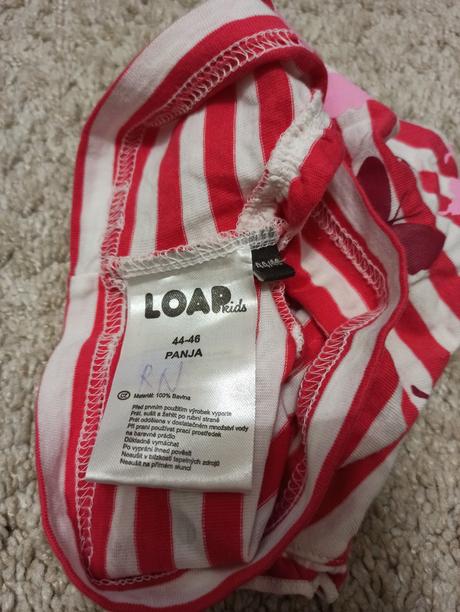 LOAP
kids
44-46
PANJA
RN
Materiál: 100% Bavlna
Před prvním použitím výrobek vyperte
Prát, sušit a žehlit po rubní straně
Prát odděleně v dostatečném množství vody
Při praní používat prací prostředek
na barevné prádlo
Důkladně vymáchat
Po vyprání ihned pověsit
Nesušit v blízkosti tepelných zdrojů
Nesušit na přímém slunci